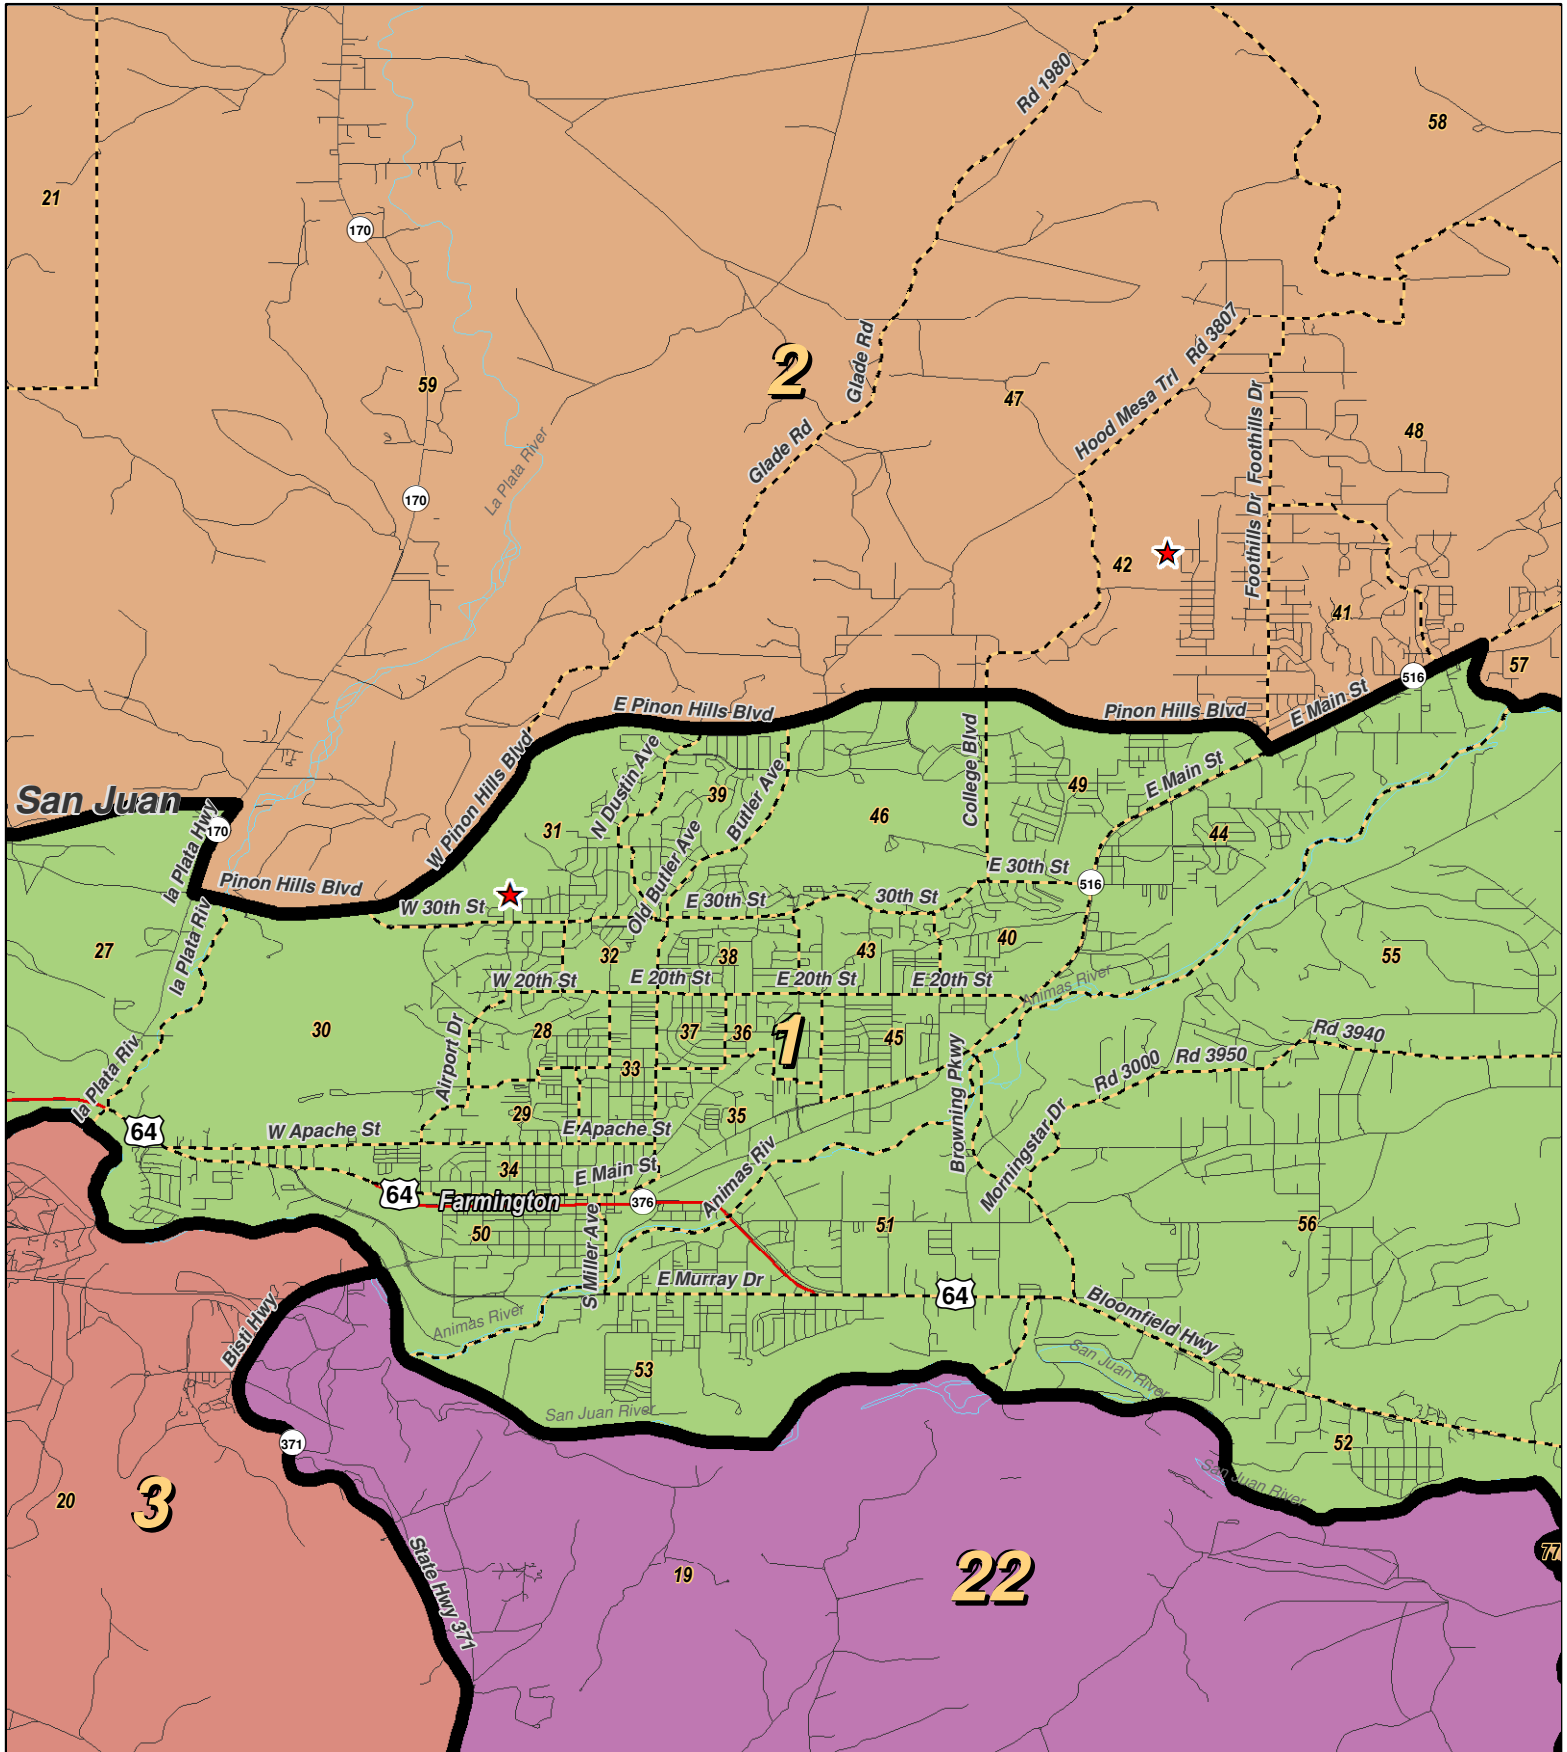 Rd 1980
58
21
170
Rd 3807
Glade Rd
2
59
47
Hood Mesa Trl
Foothills Dr
48
Glade Rd
La Plata River
170
Foothills Dr
42
41
57
516
E Pinon Hills Blvd
Pinon Hills Blvd
E Main St
W Pinon Hills Blvd
N Dustin Ave
Butler Ave
College Blvd
E Main St
49
39
San Juan
la Plata Hwy
170
31
46
44
Old Butler Ave
E 30th St
516
Pinon Hills Blvd
W 30th St
E 30th St
30th St
la Plata Riv
27
32
38
43
40
55
W 20th St
E 20th St
E 20th St
E 20th St
Animas River
30
Airport Dr
28
37
36
1
45
Browning Pkwy
Rd 3940
Rd 3950
Rd 3000
33
la Plata Riv
64
29
35
W Apache St
E Apache St
Morningstar Dr
34
E Main St
Animas Riv
64
Farmington
376
50
S Miller Ave
51
56
E Murray Dr
64
Bloomfield Hwy
Bisti Hwy
Animas River
53
San Juan River
San Juan River
371
52
San Juan River
20
3
State Hwy 371
19
22
77